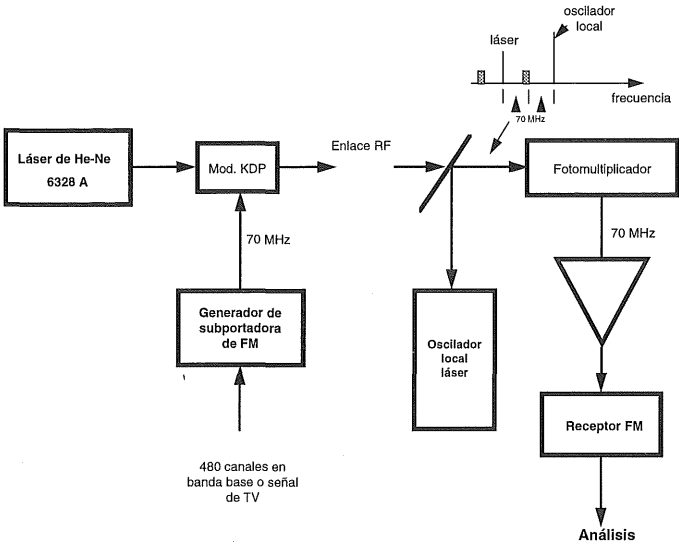 oscilador
local
láser
frecuencia
70 MHz
Láser de He-Ne
6328 A
Mod. KDP
Enlace RF
Fotomultiplicador
70 MHz
70 MHz
Generador de
subportadora
de FM
Oscilador
local
láser
Receptor FM
480 canales en
banda base o señal
de TV
Análisis